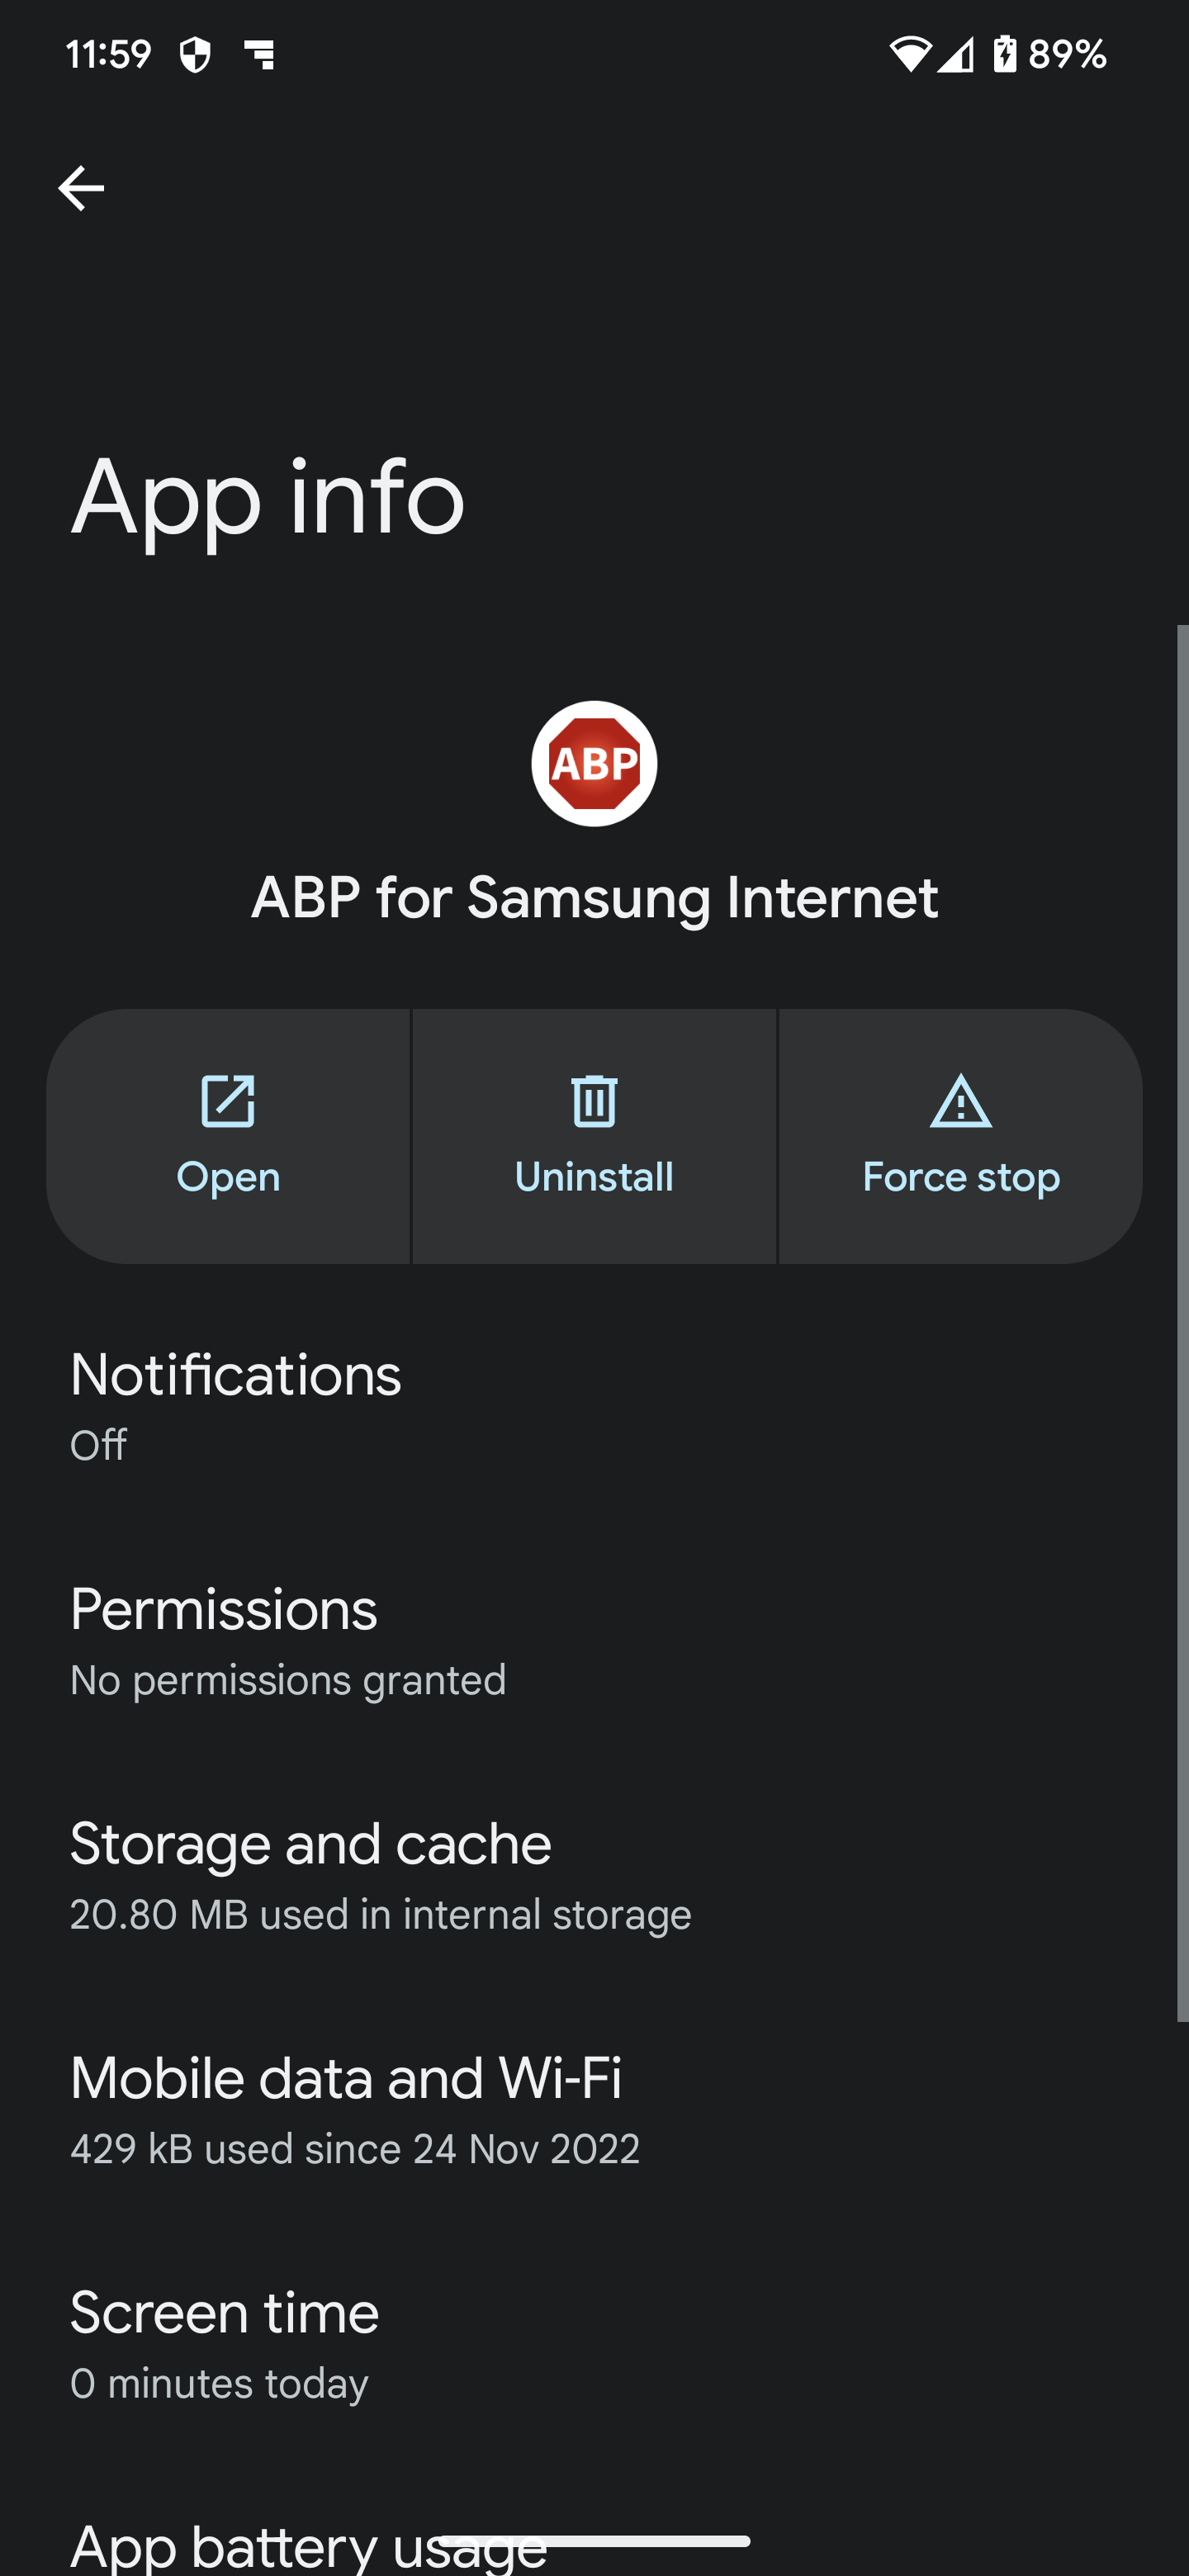 11:59 89%
App info
ABP
ABP for Samsung Internet
Open Uninstall Force stop
Notifications
Off
Permissions
No permissions granted
Storage and cache
20.80 MB used in internal storage
Mobile data and Wi-Fi
429 kB used since 24 Nov 2022
Screen time
0 minutes today
App battery usage